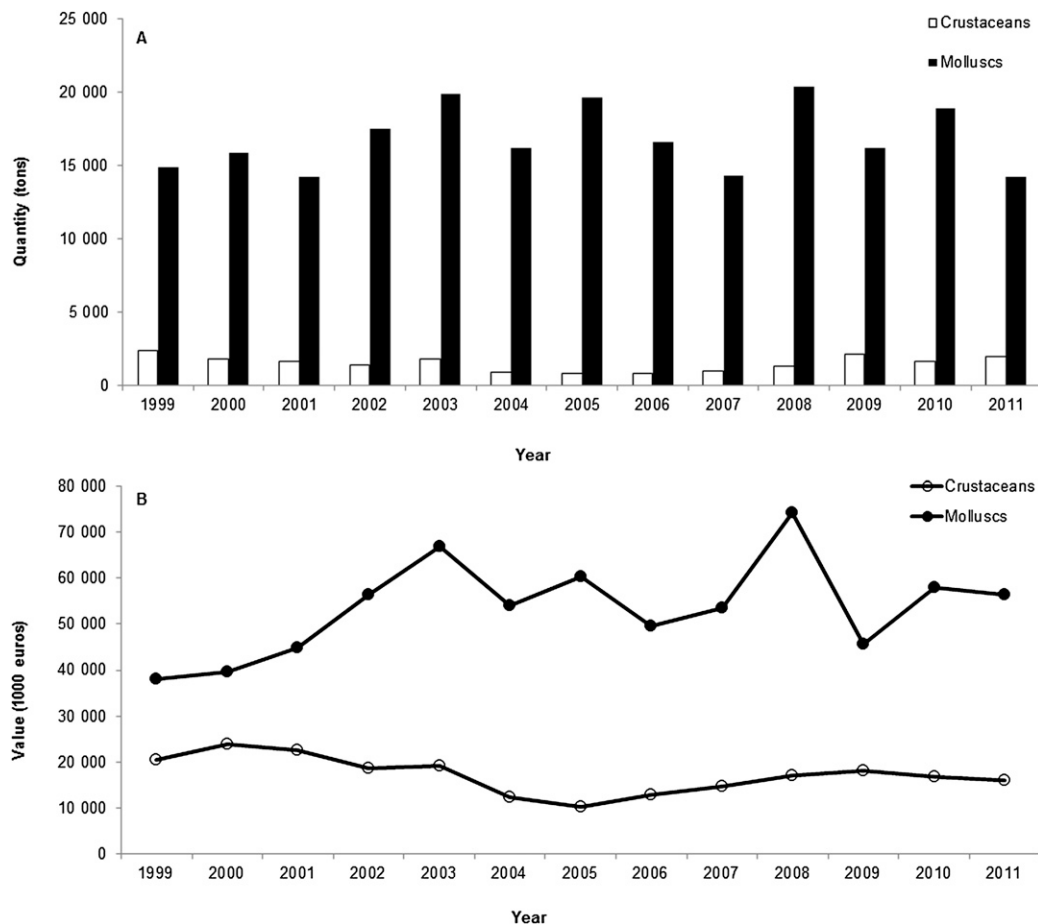 25 000
A
Crustaceans
Molluscs
20 000
15 000
10 000
5 000
0
Quantity (tons)
1999 2000 2001 2002 2003 2004 2005 2006 2007 2008 2009 2010 2011
Year
80 000
B
Crustaceans
Molluscs
70 000
60 000
50 000
40 000
30 000
20 000
10 000
0
Value (1000 euros)
1999 2000 2001 2002 2003 2004 2005 2006 2007 2008 2009 2010 2011
Year